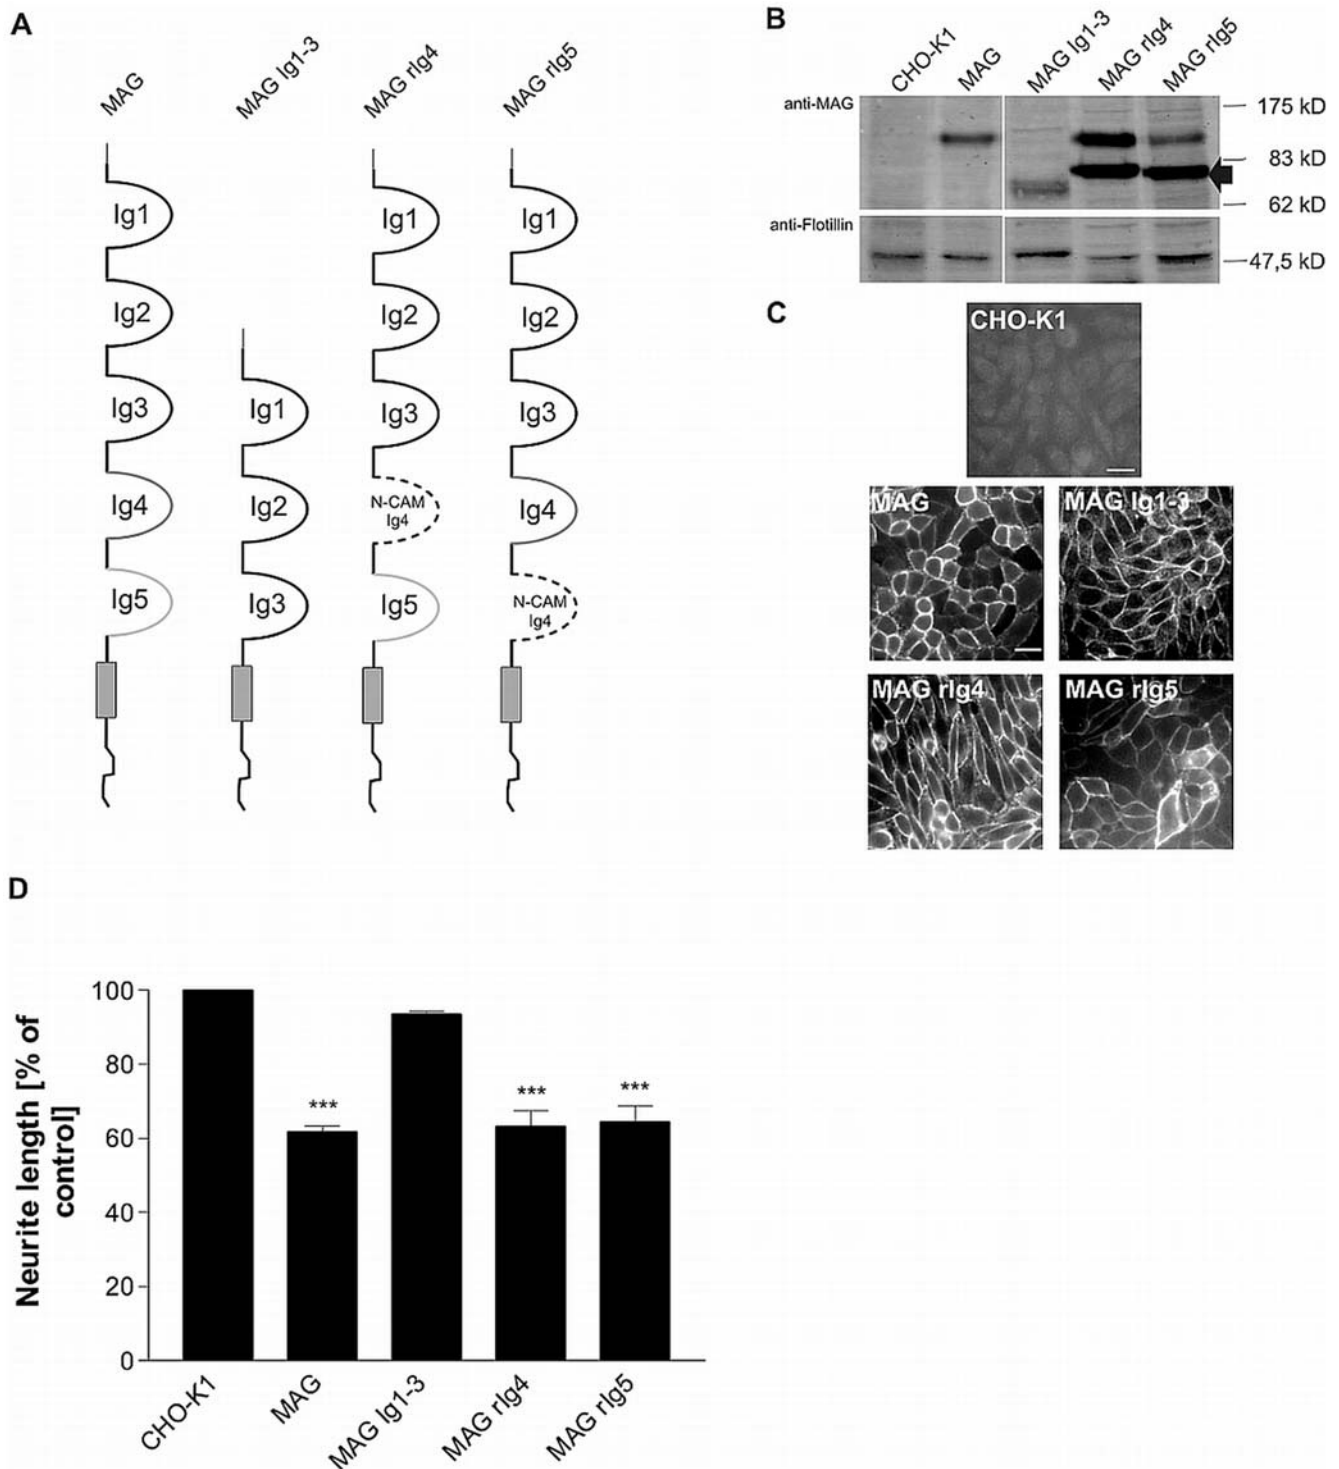 A
MAG
MAG Ig1-3
MAG rIg4
MAG rIg5
Ig1
Ig2
Ig3
Ig4
Ig5
Ig1
Ig2
Ig3
Ig1
Ig2
Ig3
N-CAM
Ig4
Ig5
Ig1
Ig2
Ig3
Ig4
N-CAM
Ig4
B
CHO-K1
MAG
MAG Ig1-3
MAG rIg4
MAG rIg5
anti-MAG
175 kD
83 kD
62 kD
anti-Flotillin
47,5 kD
C
CHO-K1
MAG
MAG Ig1-3
MAG rIg4
MAG rIg5
D
Neurite length [% of
control]
100
80
60
40
20
0
***
***
***
CHO-K1
MAG
MAG Ig1-3
MAG rIg4
MAG rIg5